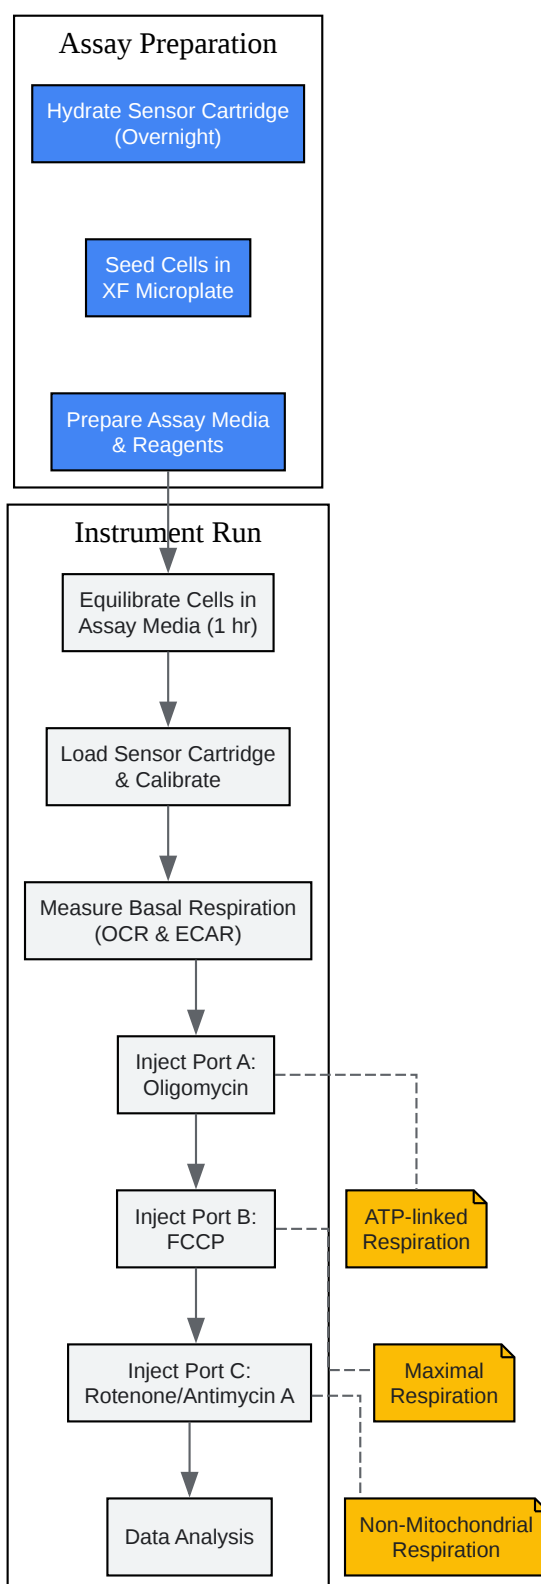 Assay Preparation
Hydrate Sensor Cartridge
(Overnight)
Seed Cells in
XF Microplate
Prepare Assay Media
& Reagents
Instrument Run
Equilibrate Cells in
Assay Media (1 hr)
Load Sensor Cartridge
& Calibrate
Measure Basal Respiration
(OCR & ECAR)
Inject Port A:
Oligomycin
Inject Port B:
FCCP
ATP-linked
Respiration
Inject Port C:
Rotenone/Antimycin A
Maximal
Respiration
Data Analysis
Non-Mitochondrial
Respiration